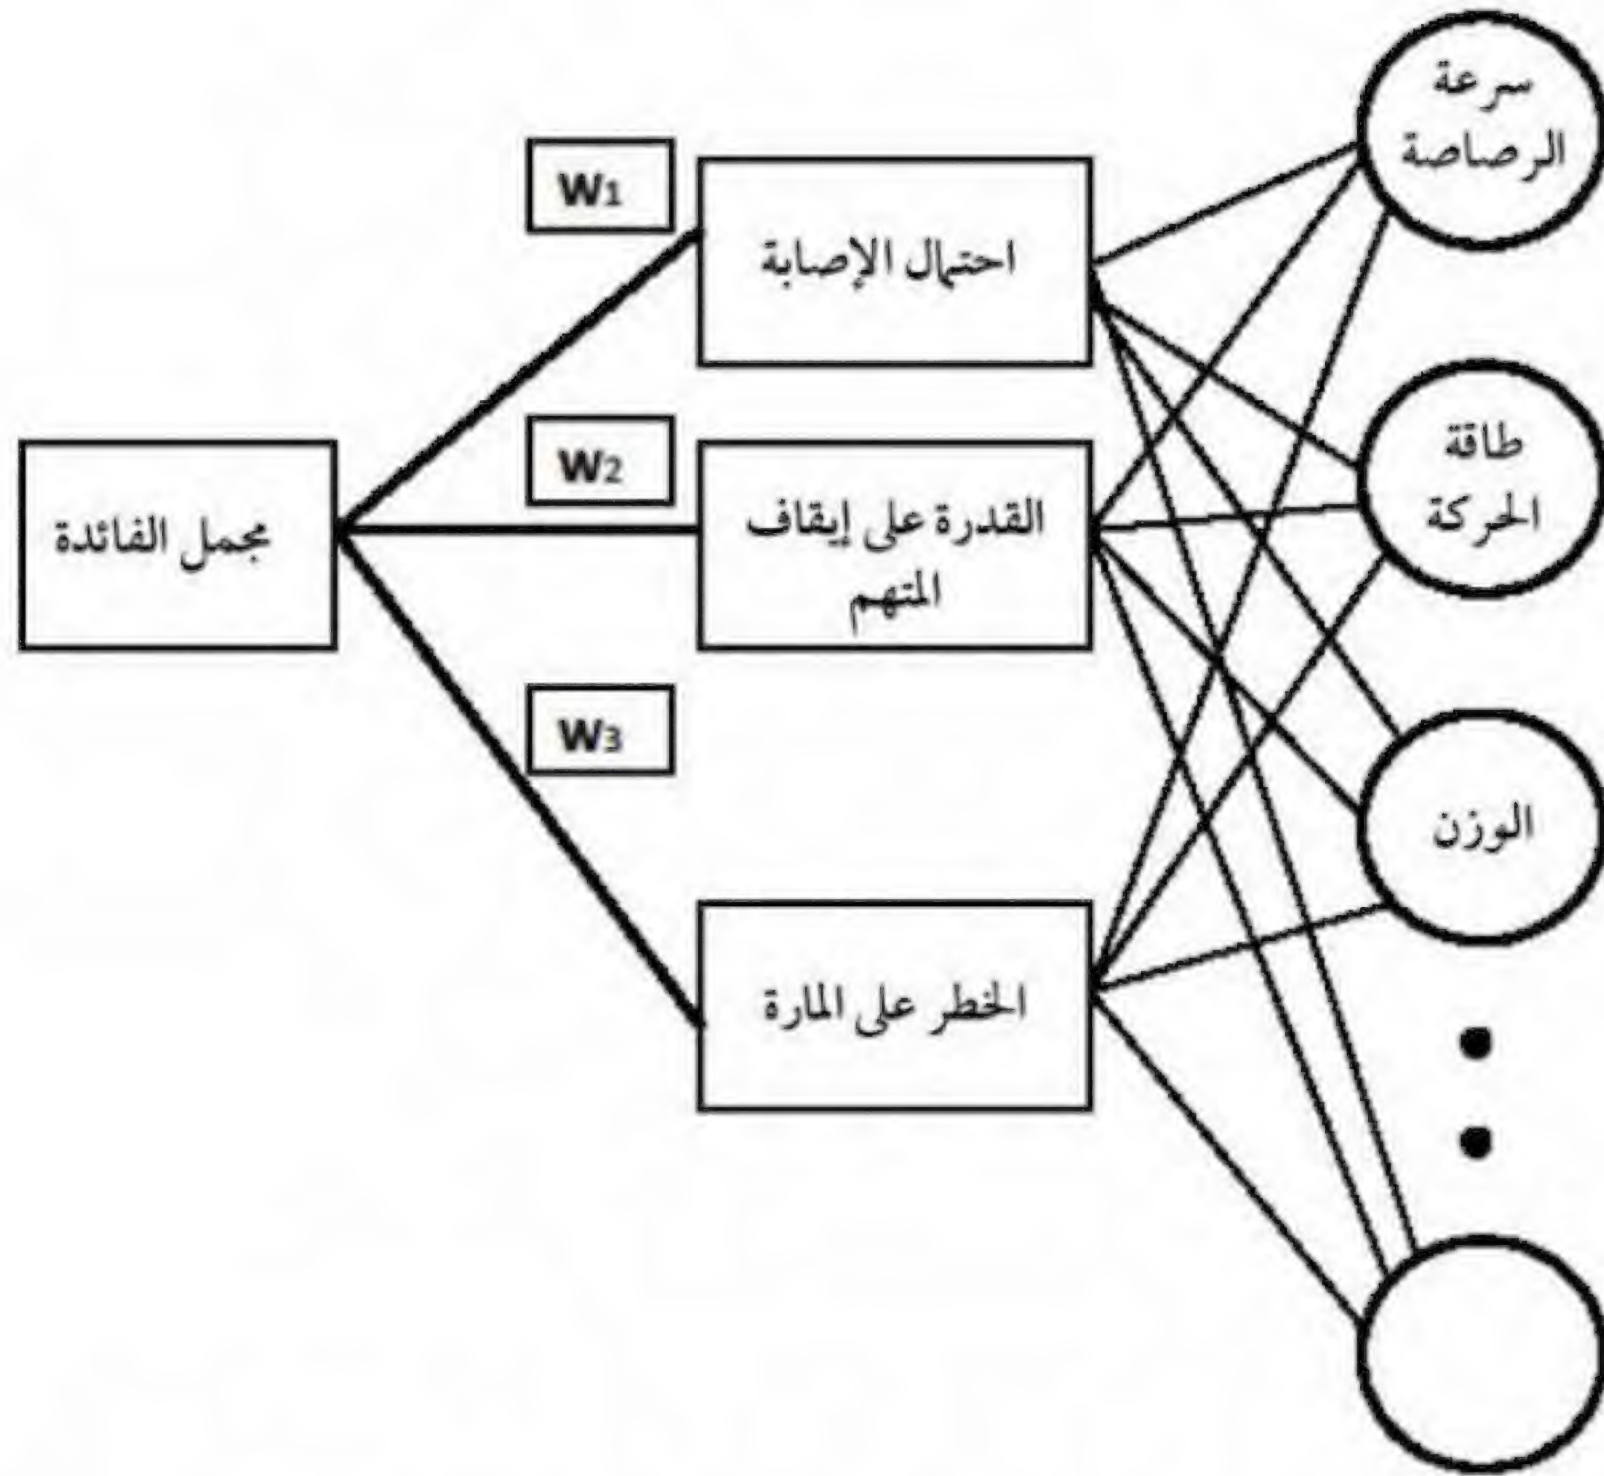 سرعة
الرصاصة
W1
احتمال الإصابة
طاقة
الحركة
W2
القدرة على إيقاف
المتهم
مجمل الفائدة
W3
الوزن
الخطر على المارة